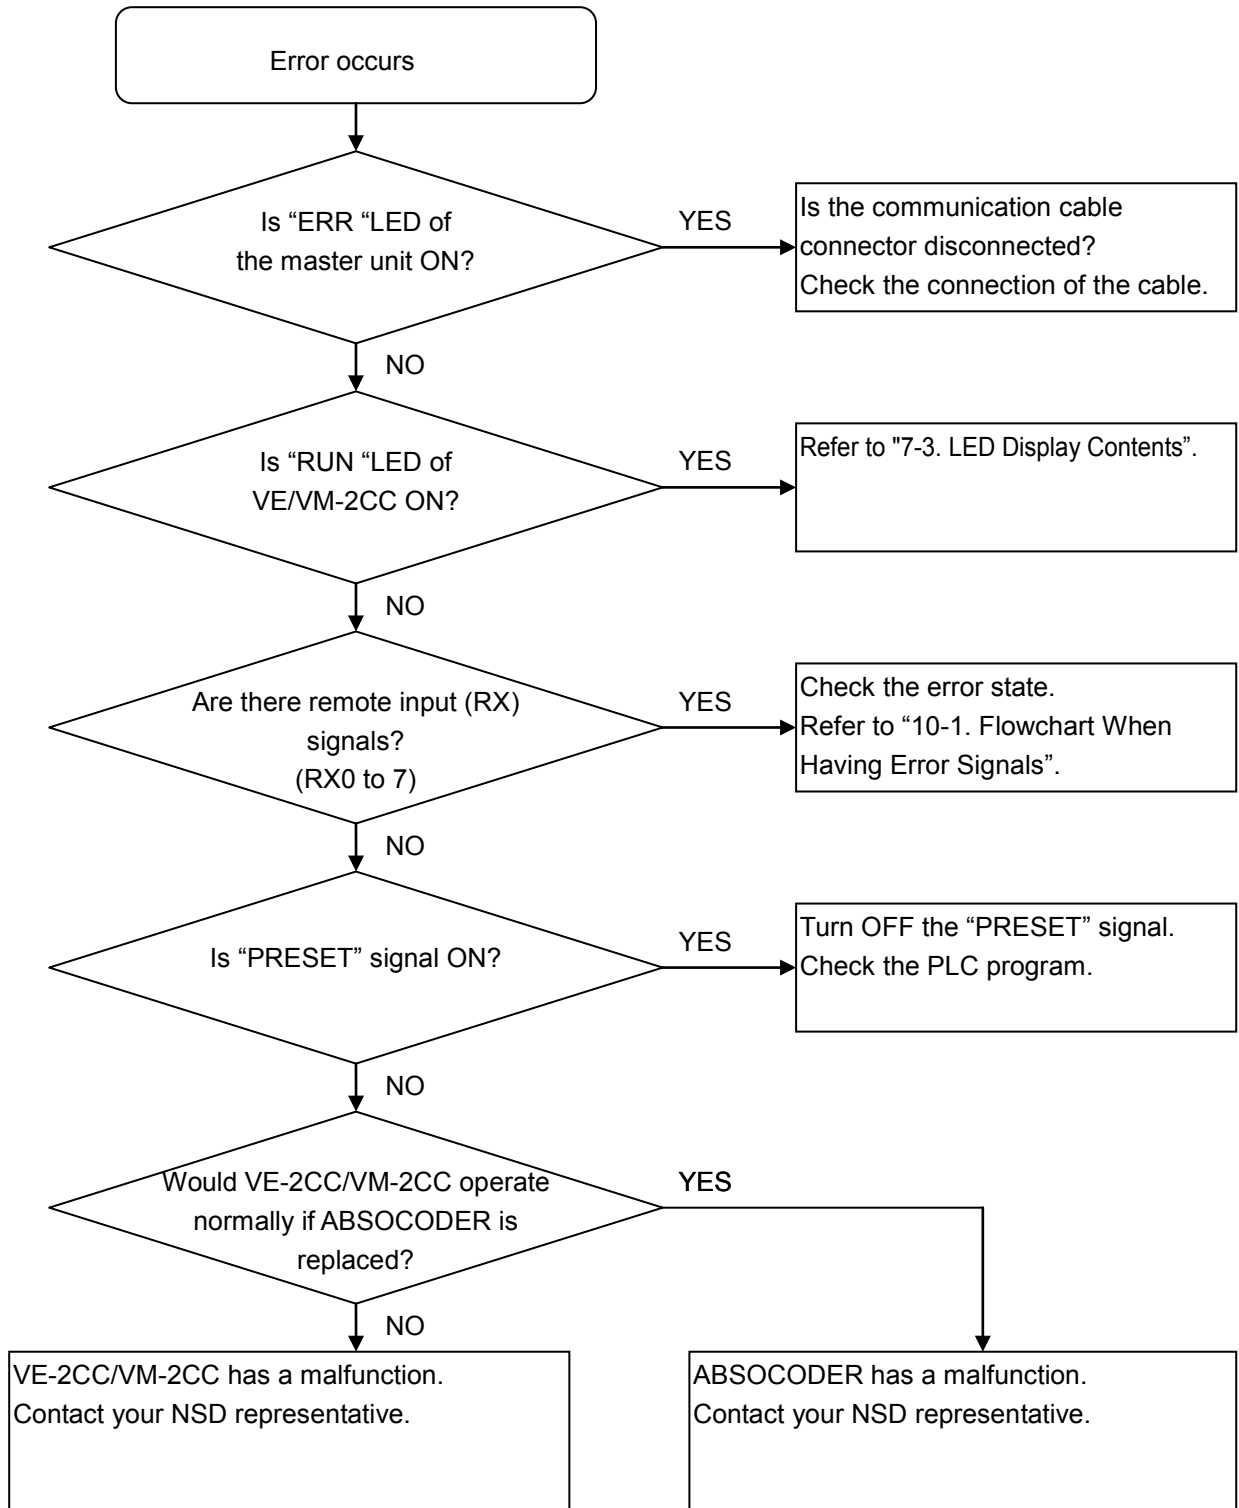 Error occurs
Is “ERR “LED of
the master unit ON?
YES
Is the communication cable
connector disconnected?
Check the connection of the cable.
NO
Is “RUN “LED of
VE/VM-2CC ON?
YES
Refer to "7-3. LED Display Contents”.
NO
Are there remote input (RX)
signals?
(RX0 to 7)
YES
Check the error state.
Refer to “10-1. Flowchart When
Having Error Signals”.
NO
Is “PRESET” signal ON?
YES
Turn OFF the “PRESET” signal.
Check the PLC program.
NO
Would VE-2CC/VM-2CC operate
normally if ABSOCODER is
replaced?
YES
NO
VE-2CC/VM-2CC has a malfunction.
Contact your NSD representative.
ABSOCODER has a malfunction.
Contact your NSD representative.